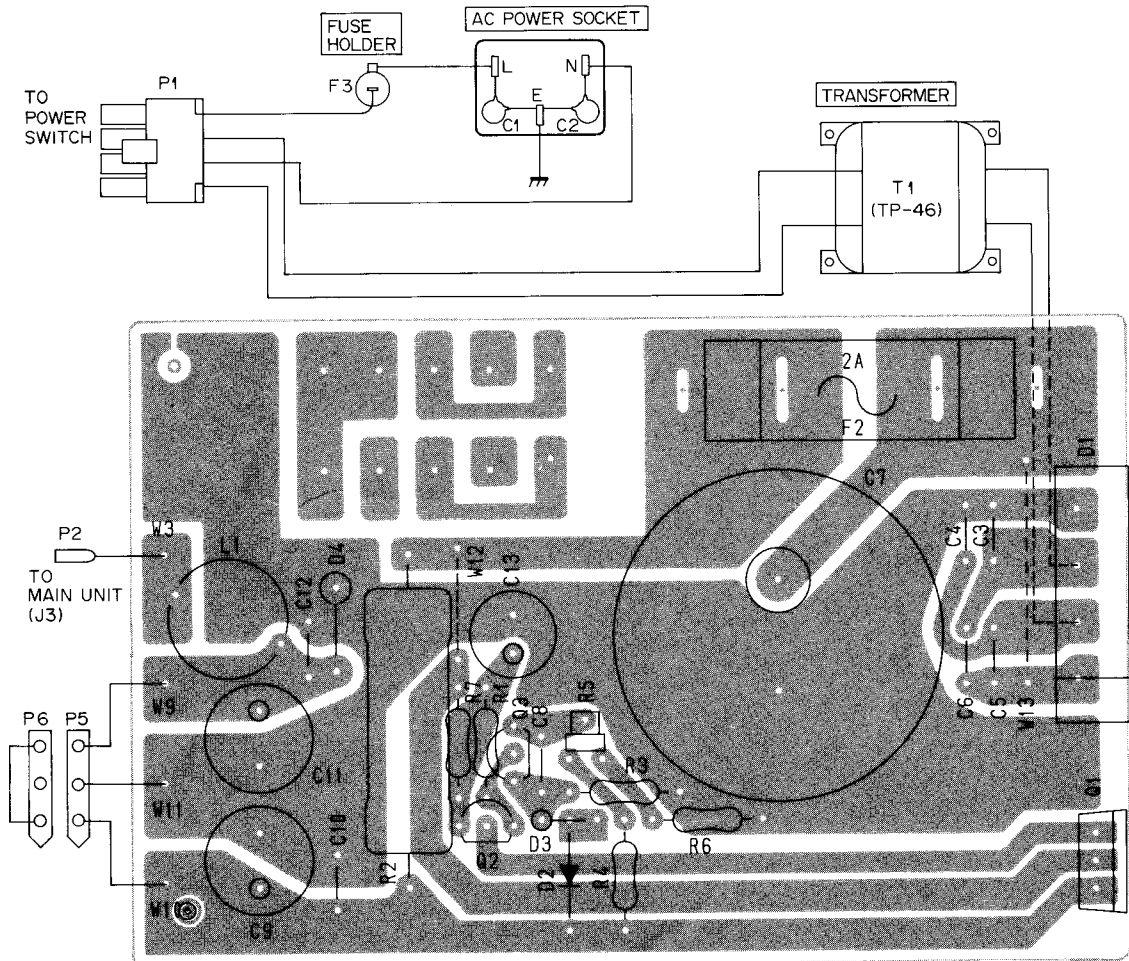 FUSE
HOLDER
AC POWER SOCKET
P1
F3
L
N
E
C1
C2
TO
POWER
SWITCH
TRANSFORMER
T1
(TP-46)
2A
F2
D1
C7
W3
P2
L1
D4
W12
C13
C4
C3
TO
MAIN UNIT
(J3)
C12
R7
R1
Q3
C8
R5
W9
C6
C5
W13
P6
P5
C11
R3
Q1
W11
C10
D3
R6
Q2
R2
D2
R4
W10
C9